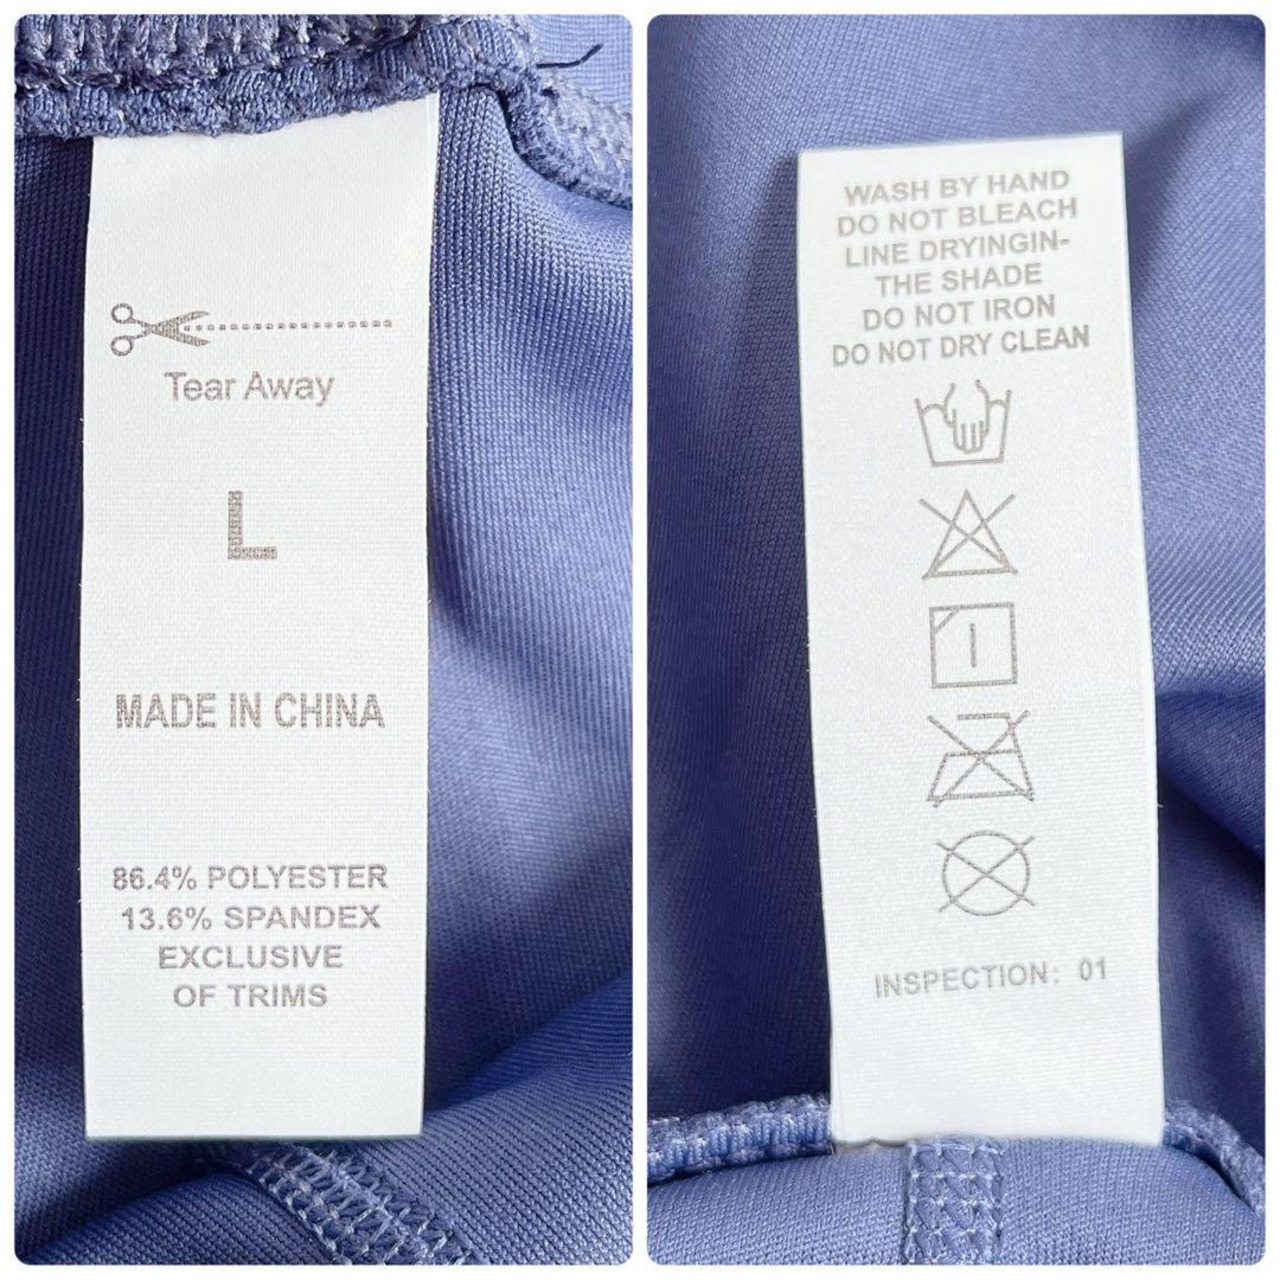 Tear Away
L
MADE IN CHINA
86.4% POLYESTER
13.6% SPANDEX
EXCLUSIVE
OF TRIMS
WASH BY HAND
DO NOT BLEACH
LINE DRYINGIN-
THE SHADE
DO NOT IRON
DO NOT DRY CLEAN
INSPECTION: 01